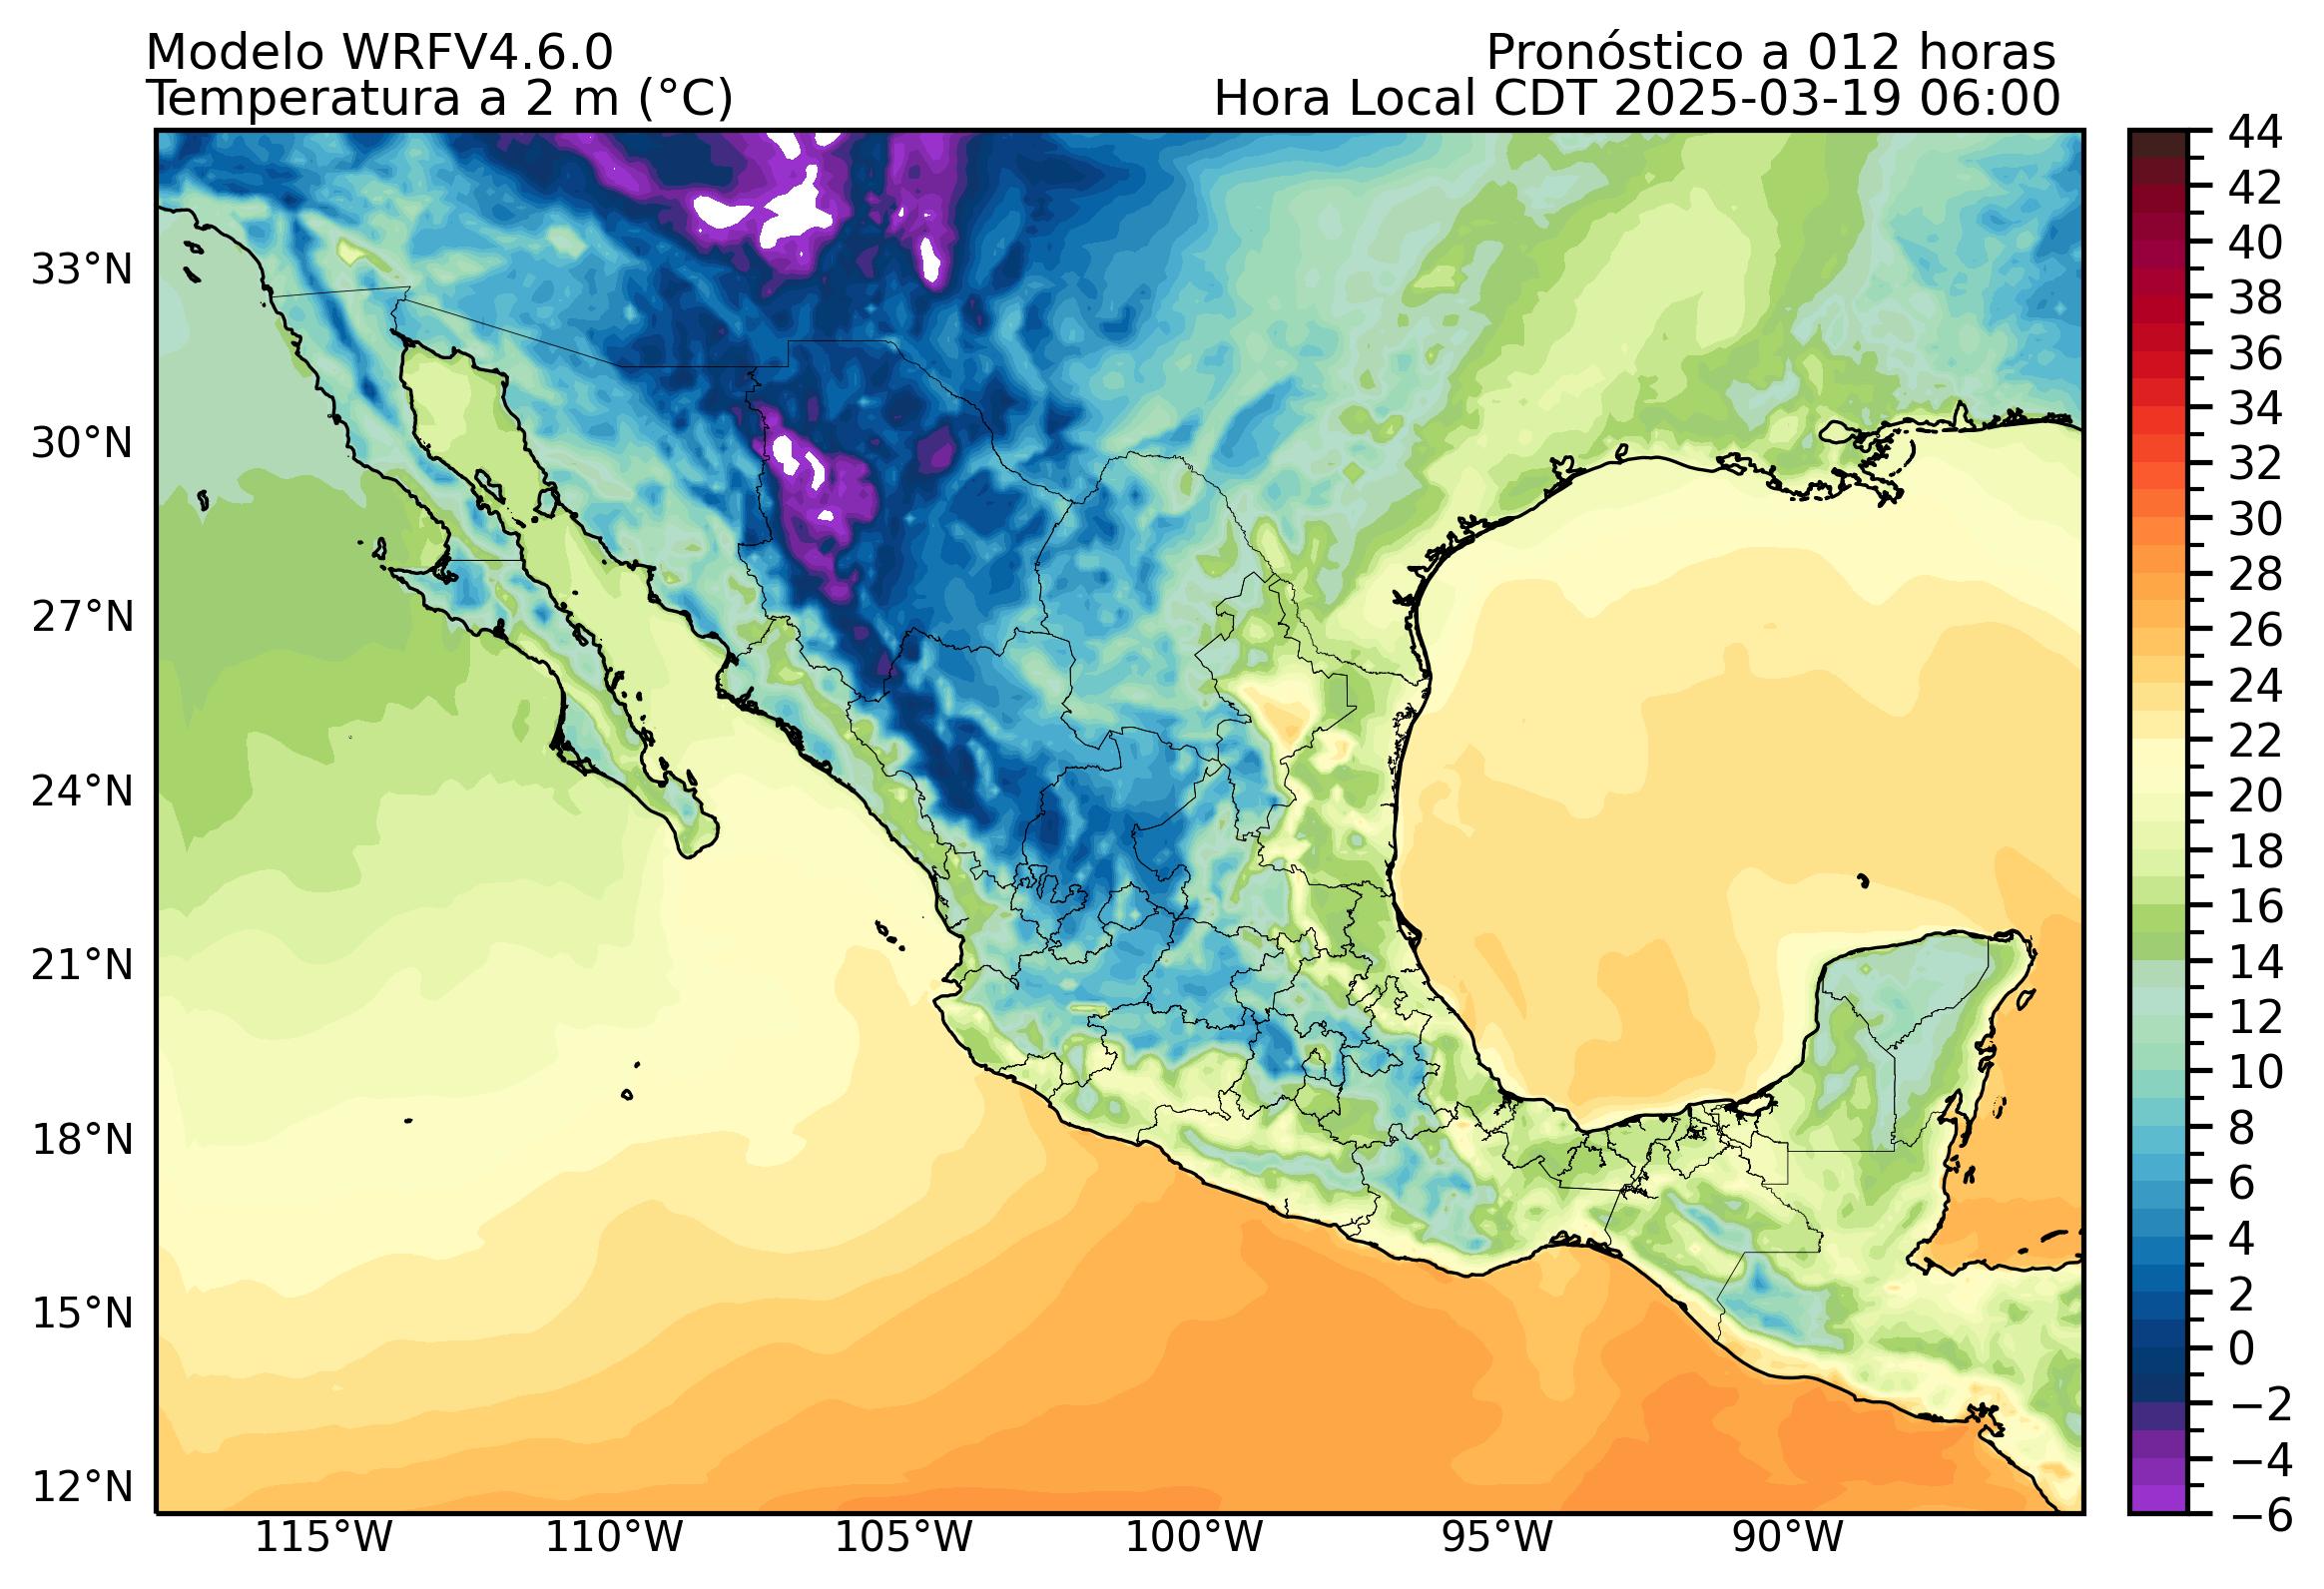 Modelo WRFV4.6.0
Pronóstico a 012 horas
Temperatura a 2 m (°C)
Hora Local CDT 2025-03-19 06:00
44
42
40
38
36
34
32
30
28
26
24
22
20
18
16
14
12
10
8
6
4
2
0
−2
−4
−6
33°N
30°N
27°N
24°N
21°N
18°N
15°N
12°N
115°W 110°W 105°W 100°W 95°W 90°W